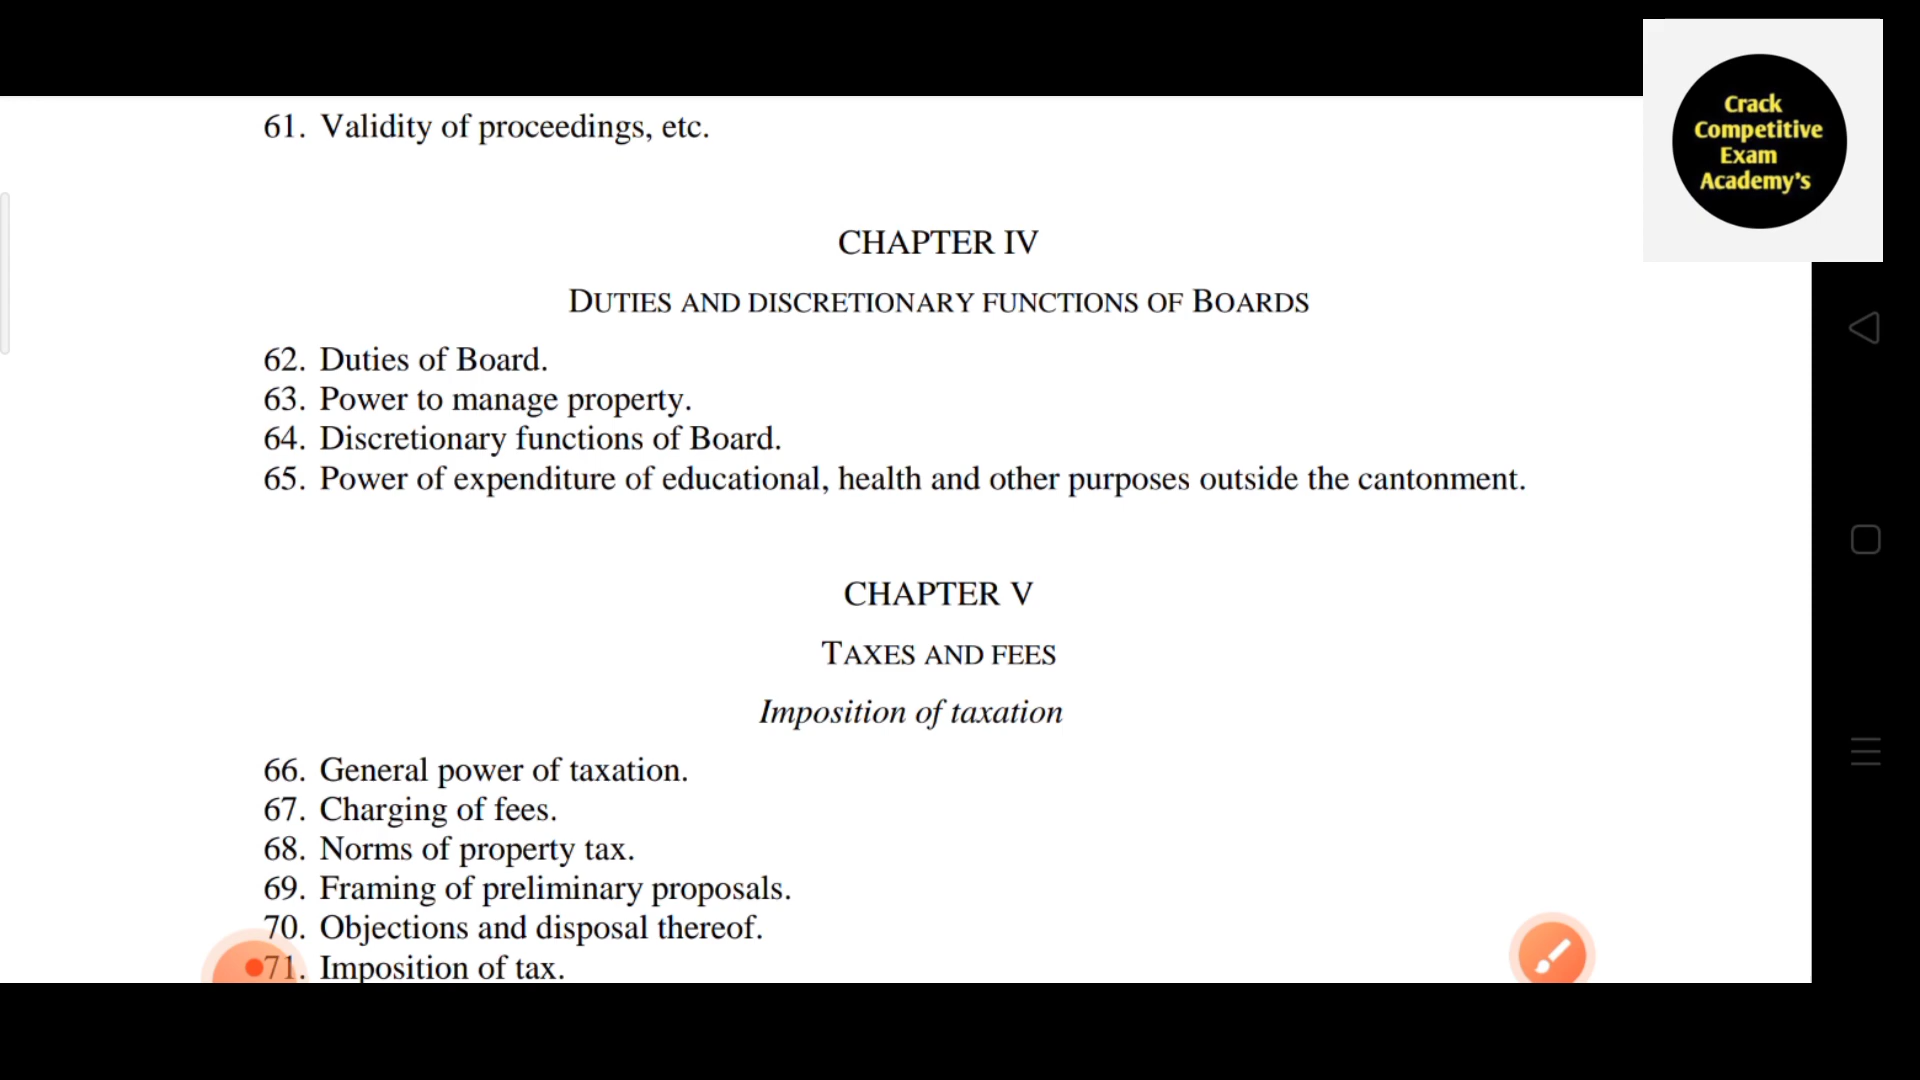 Crack
Competitive
Exam
Academy's
61. Validity of proceedings, etc.
CHAPTER IV
DUTIES AND DISCRETIONARY FUNCTIONS OF BOARDS
62. Duties of Board.
63. Power to manage property.
64. Discretionary functions of Board.
65. Power of expenditure of educational, health and other purposes outside the cantonment.
CHAPTER V
TAXES AND FEES
Imposition of taxation
66. General power of taxation.
67. Charging of fees.
68. Norms of property tax.
69. Framing of preliminary proposals.
70. Objections and disposal thereof.
71. Imposition of tax.